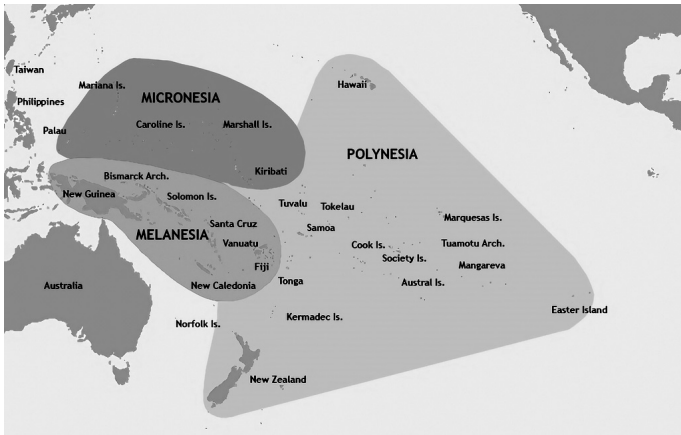 Taiwan
Mariana Is.
Hawaii
Philippines
MICRONESIA
Caroline Is.
Marshall Is.
Palau
POLYNESIA
Kiribati
Bismarck Arch.
New Guinea
Solomon Is.
Tuvalu
Tokelau
Marquesas Is.
Santa Cruz
Samoa
MELANESIA
Vanuatu
Cook Is.
Tuamotu Arch.
Society Is.
Fiji
Mangareva
Australia
New Caledonia
Tonga
Austral Is.
Easter Island
Norfolk Is.
Kermadec Is.
New Zealand